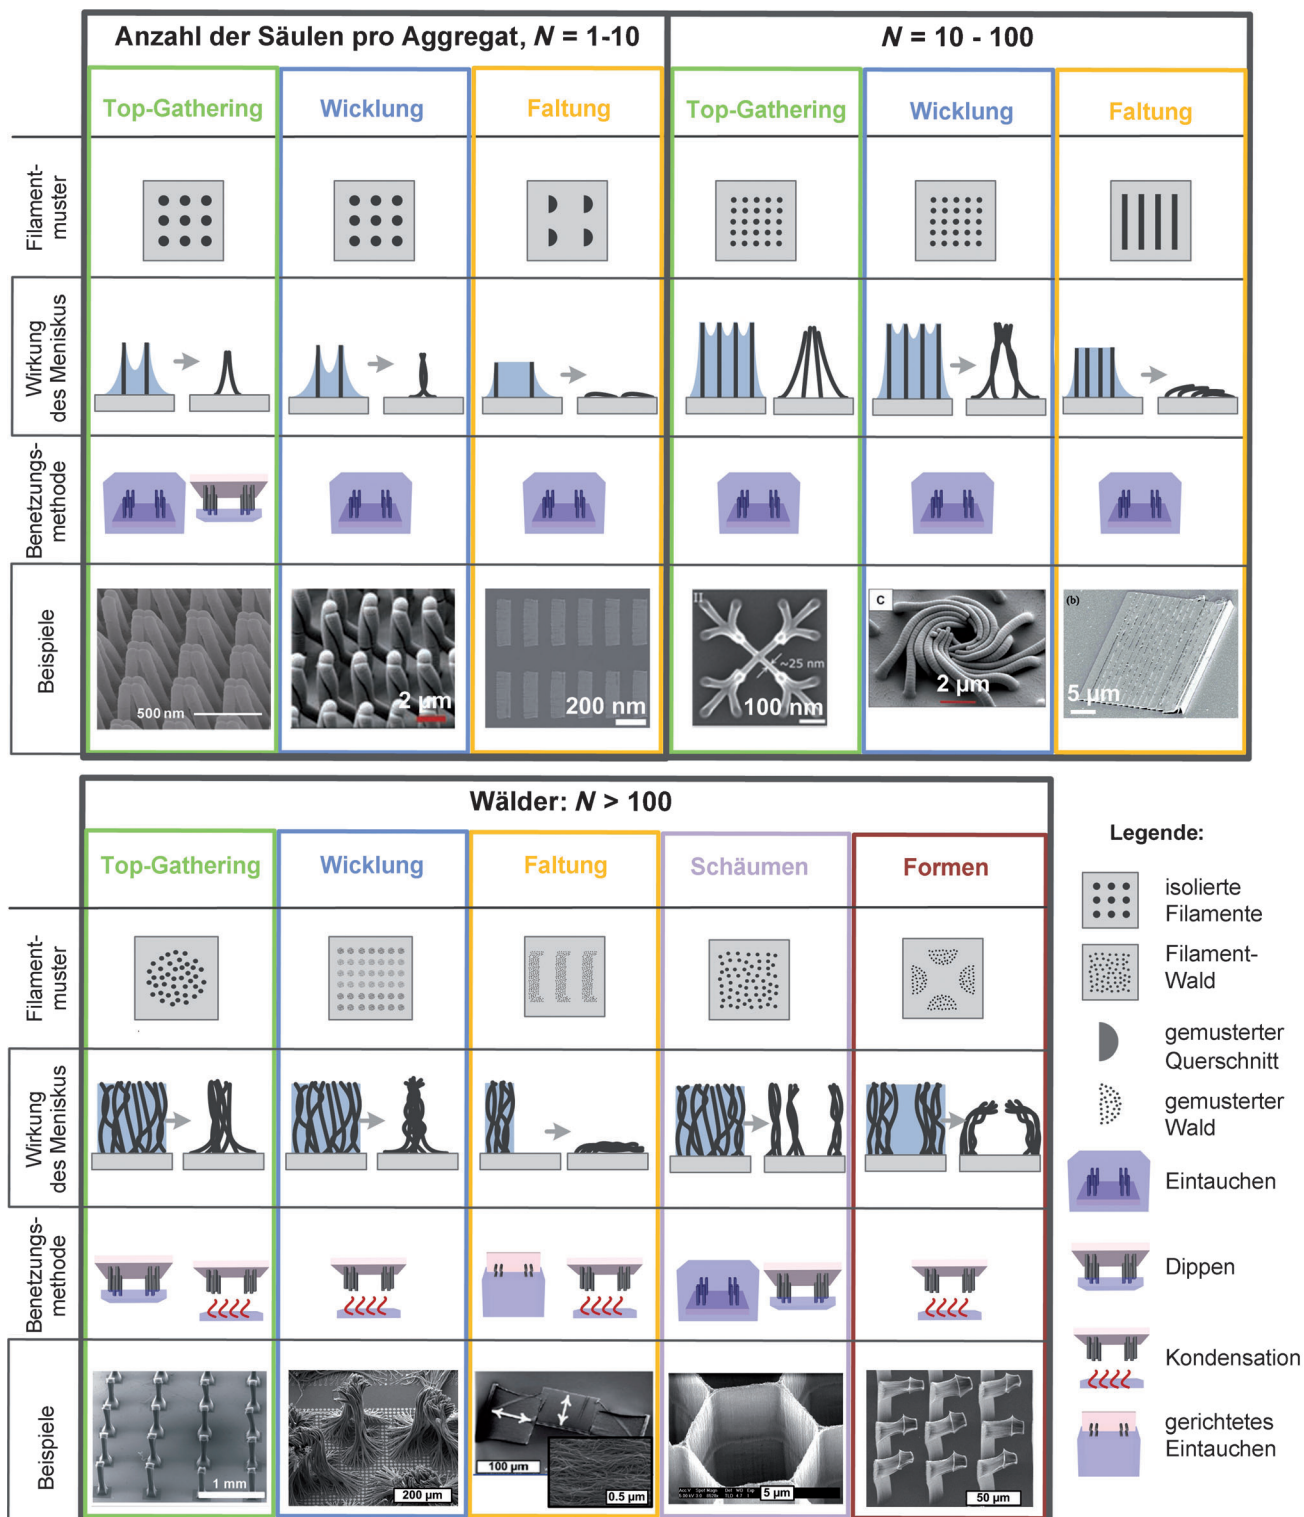 Anzahl der Säulen pro Aggregat, N = 1-10
N = 10 - 100
Top-Gathering
Wicklung
Faltung
Top-Gathering
Wicklung
Faltung
Filament-
muster
Wirkung
des Meniskus
Benetzungs-
methode
Beispiele
500 nm
2 µm
200 nm
II
~25 nm
100 nm
C
2 µm
(b)
5 µm
Wälder: N > 100
Top-Gathering
Wicklung
Faltung
Schäumen
Formen
Filament-
muster
Wirkung
des Meniskus
Benetzungs-
methode
Beispiele
1 mm
200 µm
100 µm
0.5 µm
5 µm
50 µm
Legende:
isolierte
Filamente
Filament-
Wald
gemusterter
Querschnitt
gemusterter
Wald
Eintauchen
Dippen
Kondensation
gerichtetes
Eintauchen